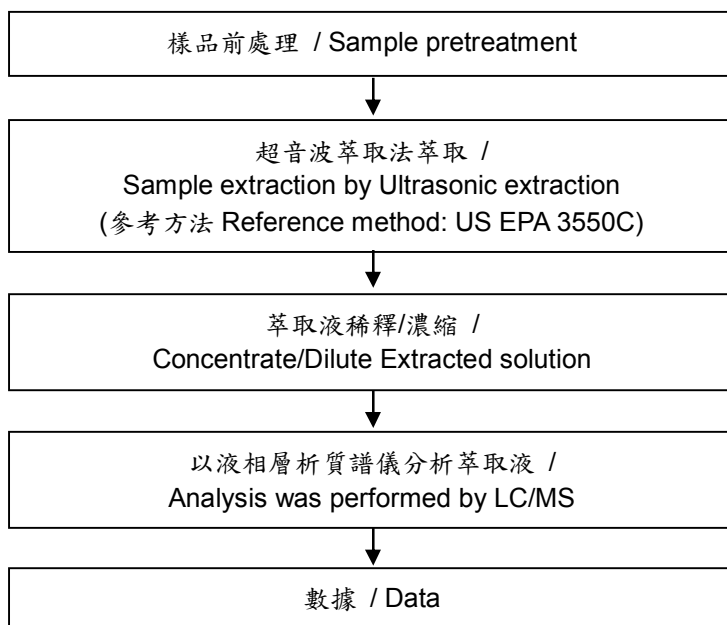 樣品前處理 / Sample pretreatment
超音波萃取法萃取 /
Sample extraction by Ultrasonic extraction
(參考方法 Reference method: US EPA 3550C)
萃取液稀釋/濃縮 /
Concentrate/Dilute Extracted solution
以液相層析質譜儀分析萃取液 /
Analysis was performed by LC/MS
數據 / Data